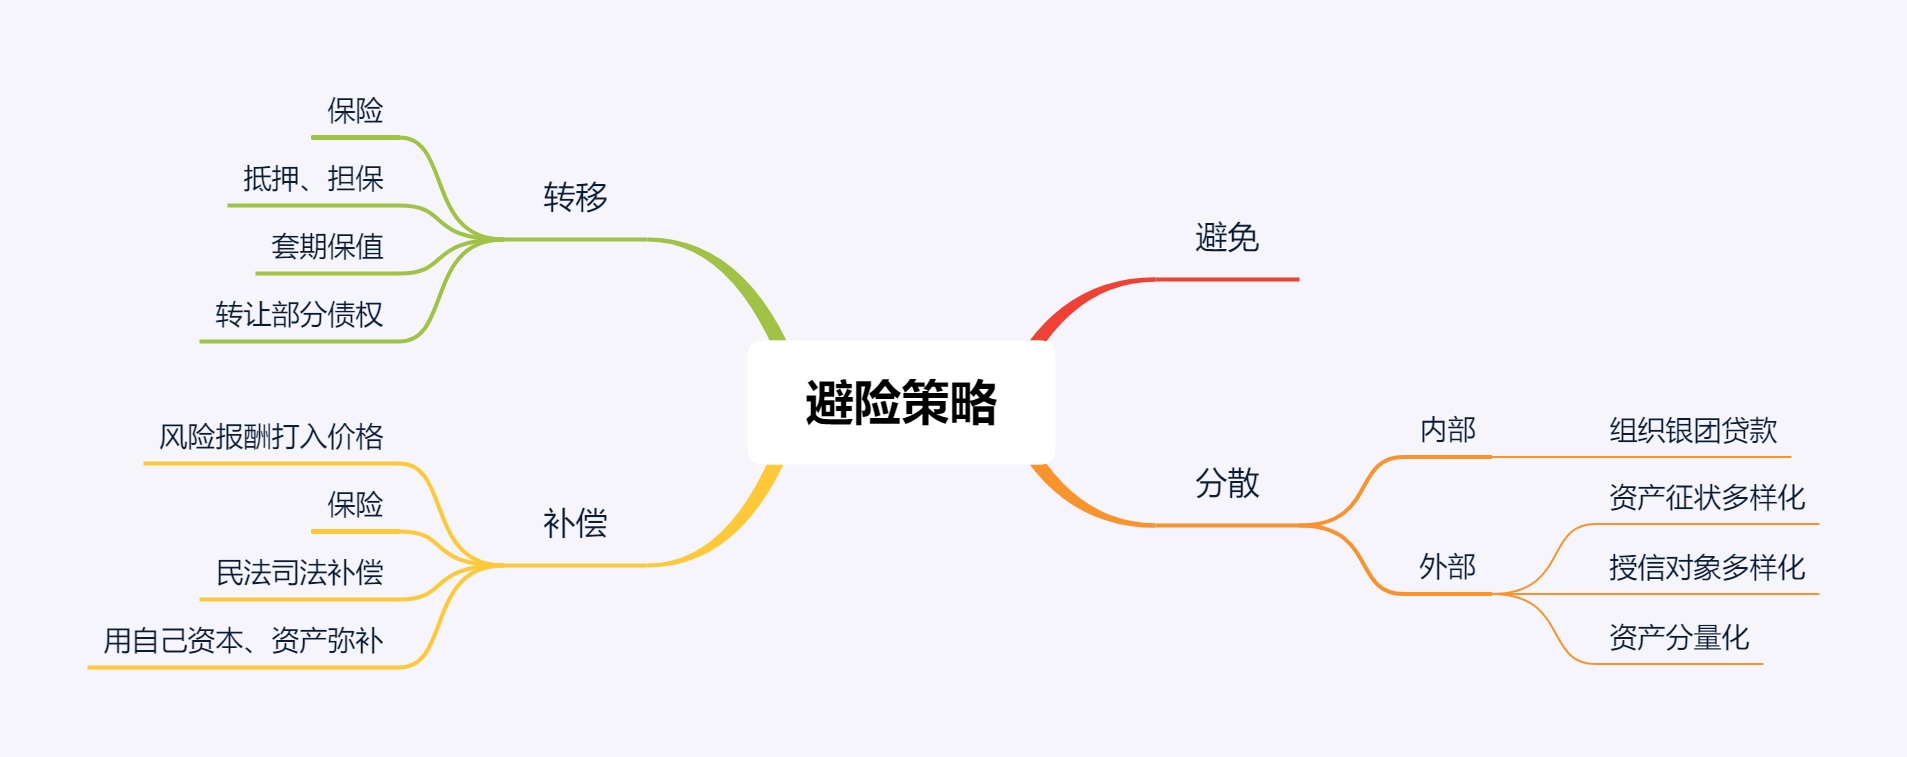 避险策略
避免
分散
内部
组织银团贷款
外部
资产征状多样化
授信对象多样化
资产分量化
转移
保险
抵押、担保
套期保值
转让部分债权
补偿
风险报酬打入价格
保险
民法司法补偿
用自己资本、资产弥补